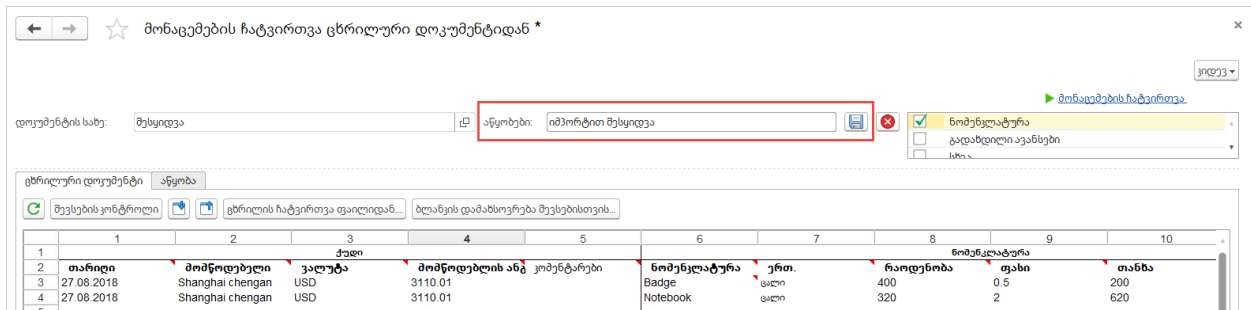 მონაცემების ჩატვირთვა ცხრილური დოკუმენტიდან *
კიდევ
მონაცემების ჩატვირთვა
დოკუმენტის სახე: შესყიდვა აწყობები: იმპორტით შესყიდვა
ნომენკლატურა
გადახდილი ავანსები
სხვა
ცხრილური დოკუმენტი აწყობა
შევსების კონტროლი ცხრილის ჩატვირთვა ფაილიდან... ბლანკის დამახსოვრება შევსებისთვის...
1 2 3 4 5 6 7 8 9 10
1 ქუდი ნომენკლატურა
2 თარიღი მომწოდებელი ვალუტა მომწოდებლის ანგ კომენტარები ნომენკლატურა ერთ. რაოდენობა ფასი თანხა
3 27.08.2018 Shanghai chengan USD 3110.01 Badge ცალი 400 0.5 200
4 27.08.2018 Shanghai chengan USD 3110.01 Notebook ცალი 320 2 620